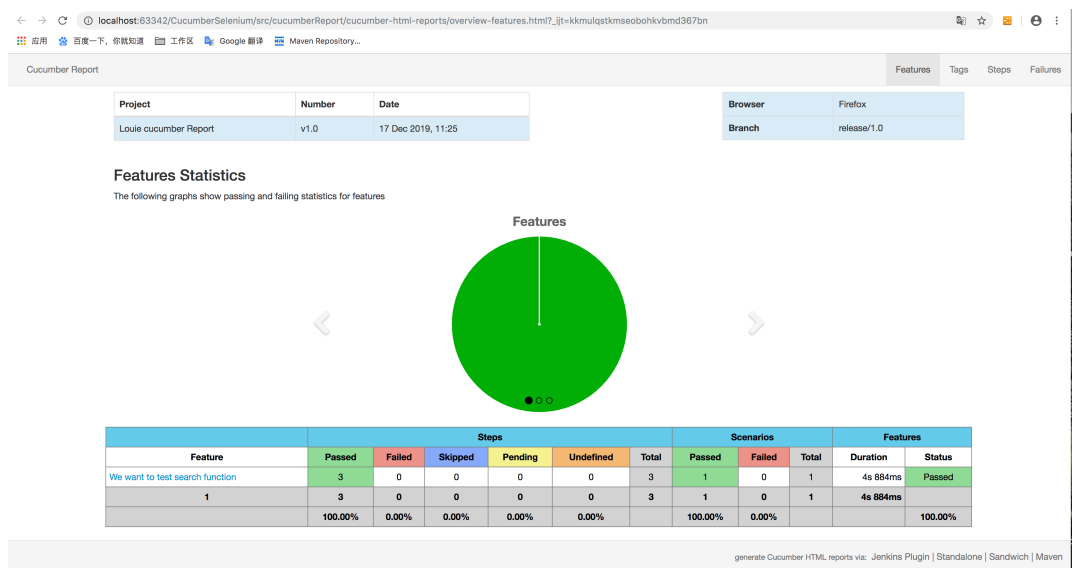 localhost:63342/CucumberSelenium/src/cucumberReport/cucumber-html-reports/overview-features.html?_ijt=kkmulqstkmseobohkvbmd367bn
应用 百度一下，你就知道 工作区 Google 翻译 Maven Repository...
Cucumber Report Features Tags Steps Failures
Project Number Date Browser Firefox
Louie cucumber Report v1.0 17 Dec 2019, 11:25 Branch release/1.0
Features Statistics
The following graphs show passing and failing statistics for features
Features
Steps Scenarios Features
Feature Passed Failed Skipped Pending Undefined Total Passed Failed Total Duration Status
We want to test search function 3 0 0 0 0 3 1 0 1 4s 884ms Passed
1 3 0 0 0 0 3 1 0 1 4s 884ms
100.00% 0.00% 0.00% 0.00% 0.00% 100.00% 0.00% 100.00%
generate Cucumber HTML reports via: Jenkins Plugin | Standalone | Sandwich | Maven